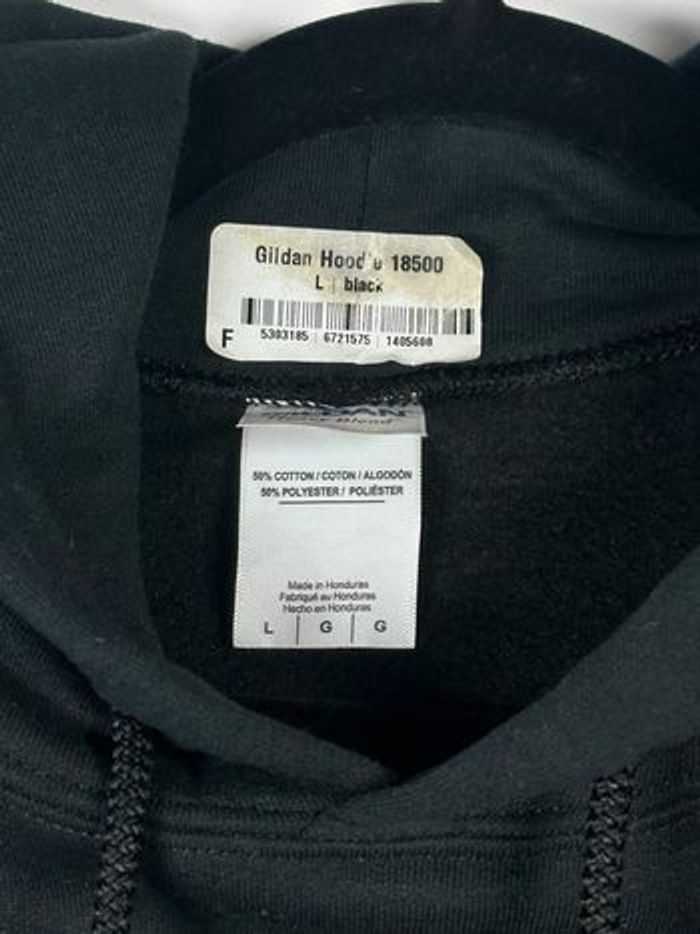 Gildan Hood'e 18500
L | black
F 5303185 | 6721575 | 1405608
50% COTTON / COTON / ALGODÓN
50% POLYESTER / POLIÉSTER
Made in Honduras
Fabriqué au Honduras
Hecho en Honduras
L | G | G